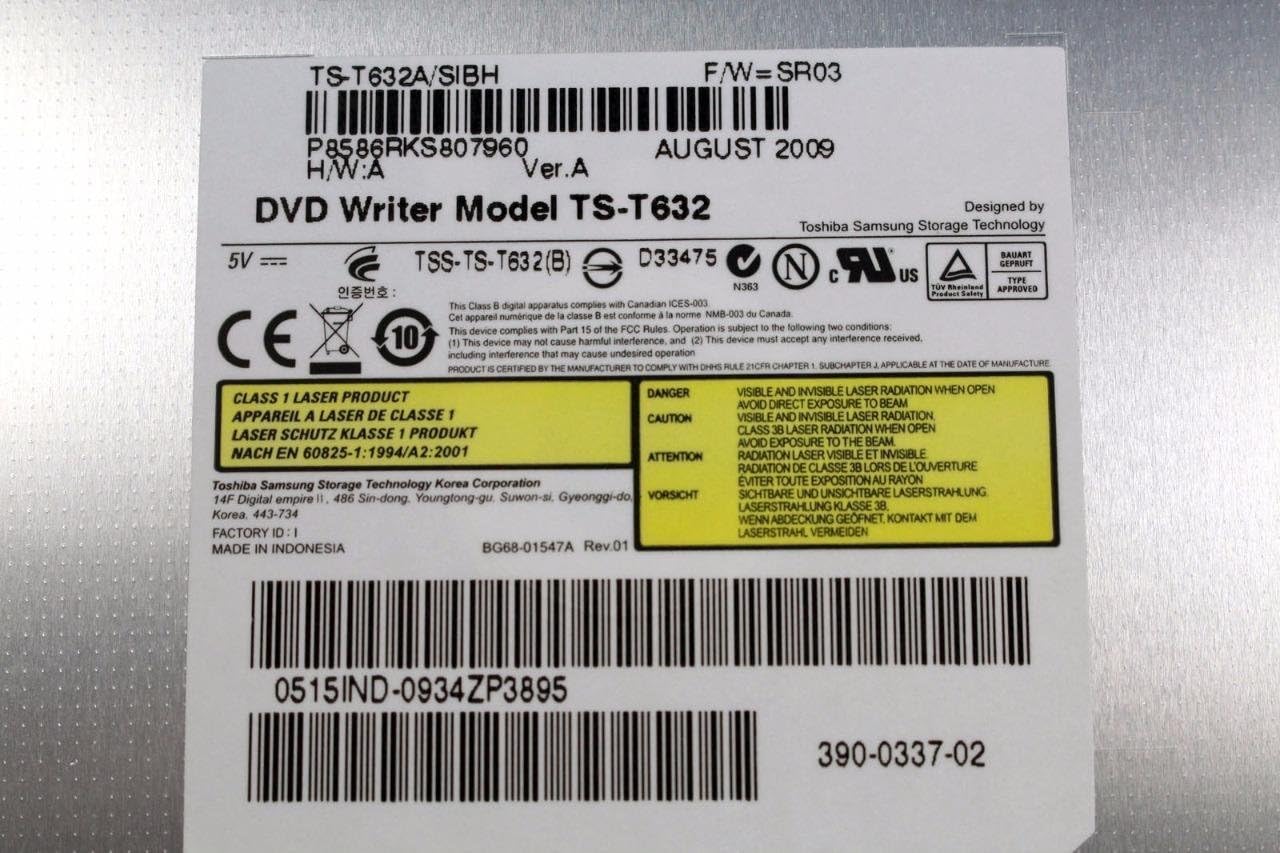 TS-T632A/SIBH F/W=SR03
P8586RKS807960 AUGUST 2009
H/W:A Ver.A
DVD Writer Model TS-T632
Designed by
Toshiba Samsung Storage Technology
5V TSS-TS-T632(B) D33475 N363 N c RU US
TÜV Rheinland
Product Safety
BAUART
GEPRÜFT
TYPE
APPROVED
인증번호 :
CE 10
This Class B digital apparatus complies with Canadian ICES-003.
Cet appareil numérique de la classe B est conforme à la norme NMB-003 du Canada.
This device complies with Part 15 of the FCC Rules. Operation is subject to the following two conditions:
(1) This device may not cause harmful interference, and (2) This device must accept any interference received,
including interference that may cause undesired operation
PRODUCT IS CERTIFIED BY THE MANUFACTURER TO COMPLY WITH DHHS RULE 21CFR CHAPTER 1, SUBCHAPTER J, APPLICABLE AT THE DATE OF MANUFACTURE
CLASS 1 LASER PRODUCT
APPAREIL A LASER DE CLASSE 1
LASER SCHUTZ KLASSE 1 PRODUKT
NACH EN 60825-1:1994/A2:2001
DANGER VISIBLE AND INVISIBLE LASER RADIATION WHEN OPEN
AVOID DIRECT EXPOSURE TO BEAM
CAUTION VISIBLE AND INVISIBLE LASER RADIATION,
CLASS 3B LASER RADIATION WHEN OPEN
AVOID EXPOSURE TO THE BEAM.
ATTENTION RADIATION LASER VISIBLE ET INVISIBLE.
RADIATION DE CLASSE 3B LORS DE L'OUVERTURE
ÉVITER TOUTE EXPOSITION AU RAYON
VORSICHT SICHTBARE UND UNSICHTBARE LASERSTRAHLUNG.
LASERSTRAHLUNG KLASSE 3B,
WENN ABDECKUNG GEÖFNET, KONTAKT MIT DEM
LASERSTRAHL VERMEIDEN
Toshiba Samsung Storage Technology Korea Corporation
14F Digital empire II, 486 Sin-dong. Youngtong-gu. Suwon-si, Gyeonggi-do,
Korea. 443-734
FACTORY ID : I
MADE IN INDONESIA BG68-01547A Rev.01
0515IND-0934ZP3895
390-0337-02